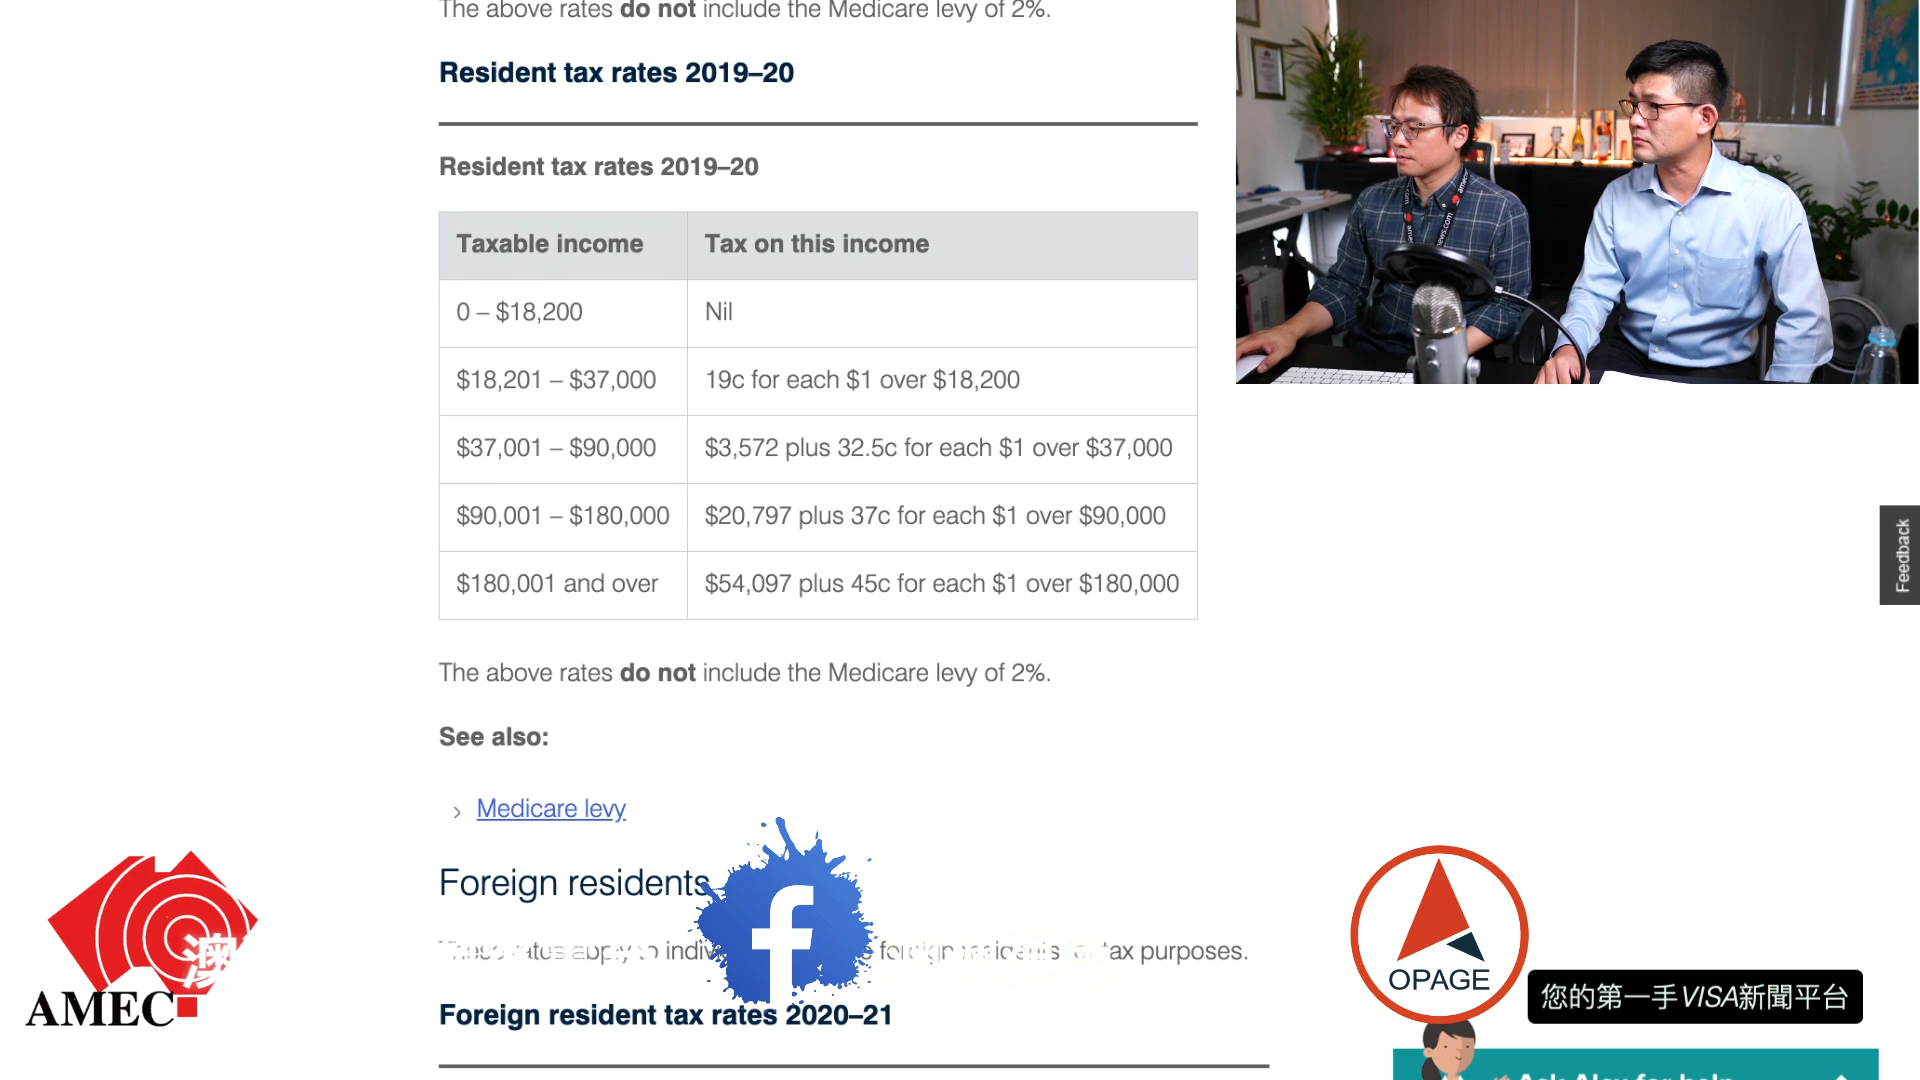 The above rates do not include the Medicare levy of 2%.
Resident tax rates 2019–20
Resident tax rates 2019–20
Taxable income Tax on this income
0 – $18,200 Nil
$18,201 – $37,000 19c for each $1 over $18,200
$37,001 – $90,000 $3,572 plus 32.5c for each $1 over $37,000
$90,001 – $180,000 $20,797 plus 37c for each $1 over $90,000
$180,001 and over $54,097 plus 45c for each $1 over $180,000
The above rates do not include the Medicare levy of 2%.
See also:
Medicare levy
Foreign residents
tax purposes.
Foreign resident tax rates 2020–21
Feedback
AMEC
澳
f
OPAGE
您的第一手VISA新聞平台